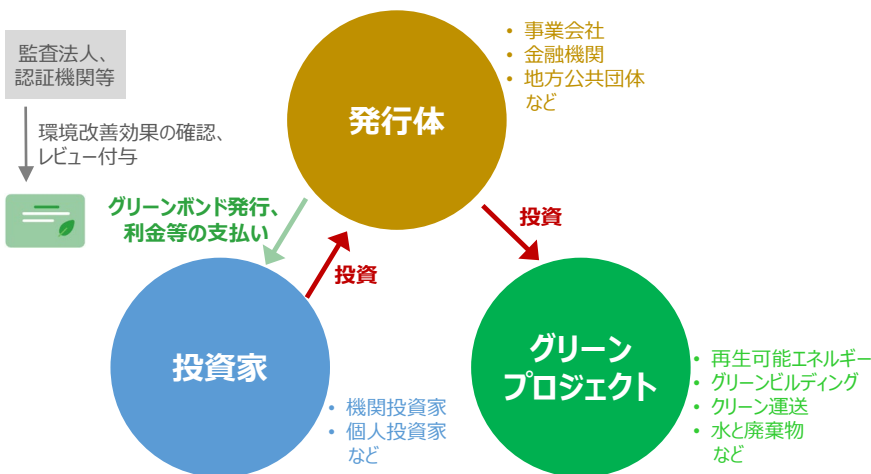 監査法人、
認証機関等
環境改善効果の確認、
レビュー付与
グリーンボンド発行、
利金等の支払い
発行体
• 事業会社
• 金融機関
• 地方公共団体
など
投資
投資
投資家
• 機関投資家
• 個人投資家
など
グリーン
プロジェクト
• 再生可能エネルギー
• グリーンビルディング
• クリーン運送
• 水と廃棄物
など